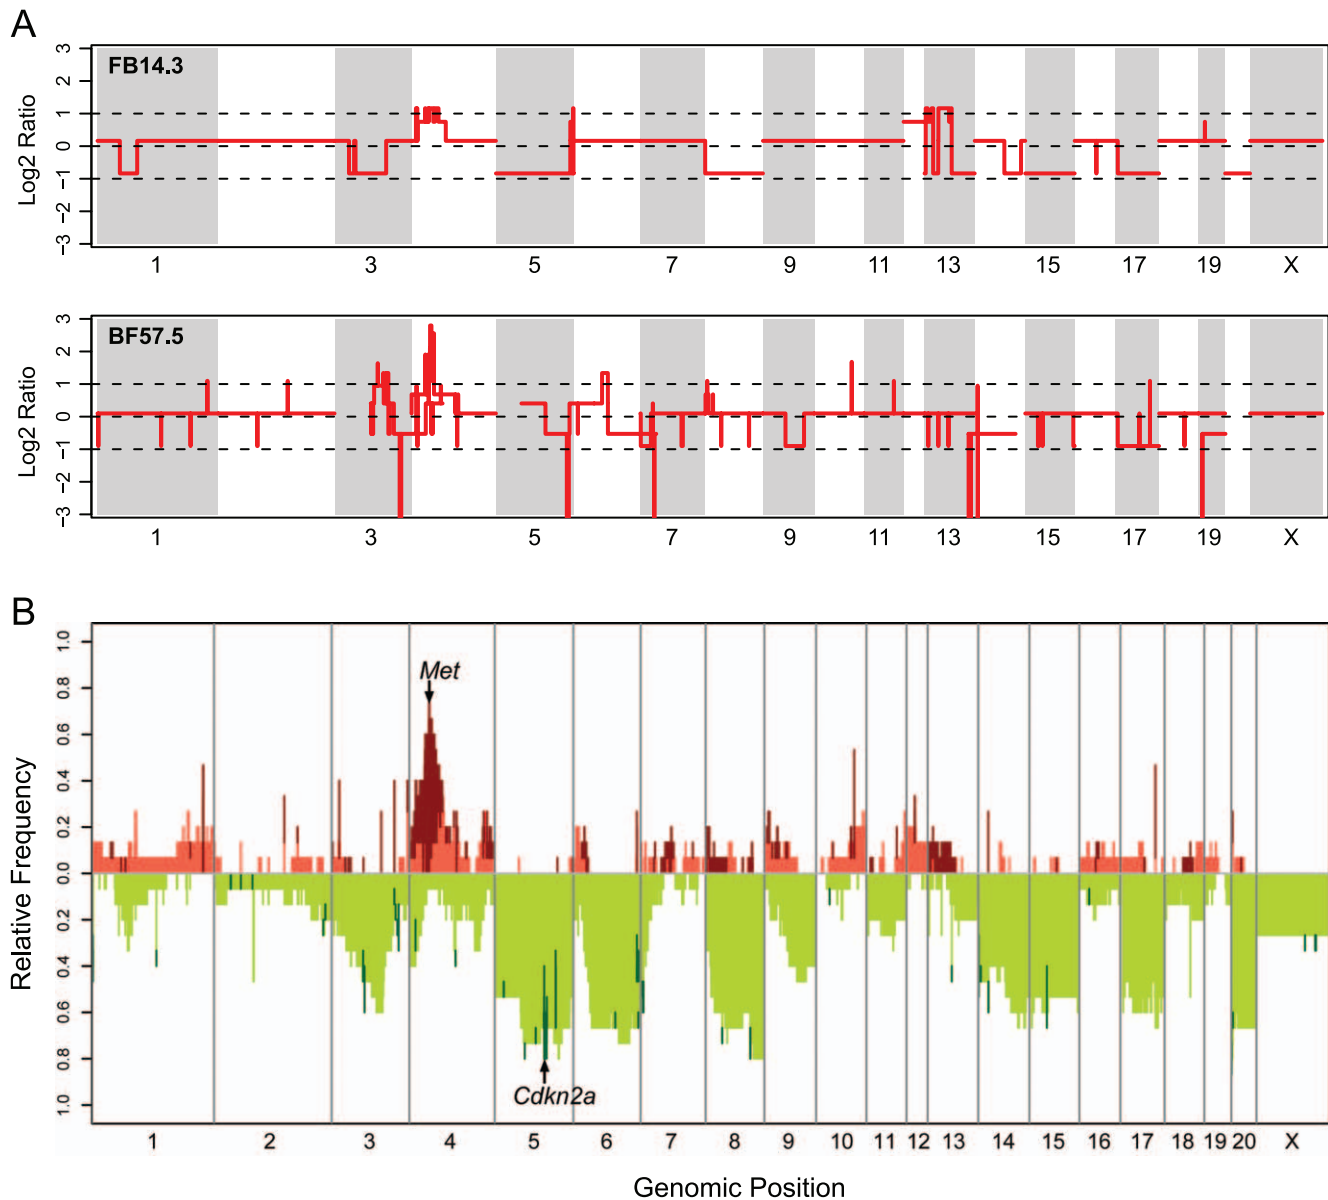 A
FB14.3
Log2 Ratio
3
2
1
0
−1
−2
−3
1 3 5 7 9 11 13 15 17 19 X
BF57.5
Log2 Ratio
3
2
1
0
−1
−2
−3
1 3 5 7 9 11 13 15 17 19 X
B
Relative Frequency
1.0
0.8
0.6
0.4
0.2
0.0
0.2
0.4
0.6
0.8
1.0
Met
Cdkn2a
1 2 3 4 5 6 7 8 9 10 11 12 13 14 15 16 17 18 19 20 X
Genomic Position